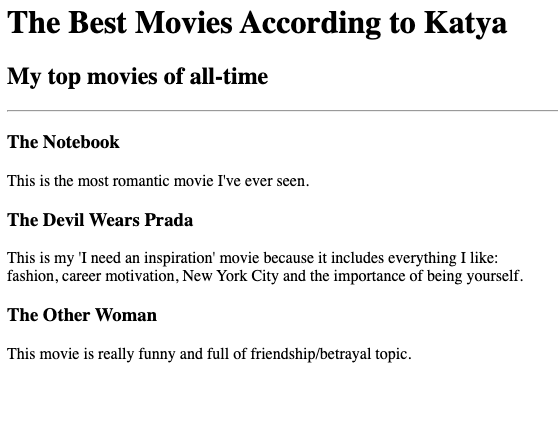 The Best Movies According to Katya
My top movies of all-time
The Notebook
This is the most romantic movie I've ever seen.
The Devil Wears Prada
This is my 'I need an inspiration' movie because it includes everything I like:
fashion, career motivation, New York City and the importance of being yourself.
The Other Woman
This movie is really funny and full of friendship/betrayal topic.